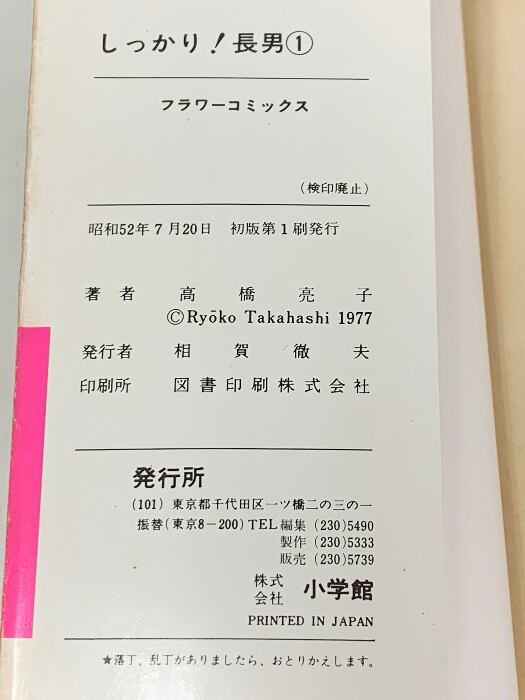 しっかり！長男①
フラワーコミックス
（検印廃止）
昭和52年7月20日　初版第1刷発行
著者　高橋亮子
©Ryōko Takahashi 1977
発行者　相賀徹夫
印刷所　図書印刷株式会社
発行所
(101) 東京都千代田区一ツ橋二の三の一
振替(東京8-200) TEL編集 (230)5490
製作 (230)5333
販売 (230)5739
株式会社　小学館
PRINTED IN JAPAN
★落丁、乱丁がありましたら、おとりかえします。